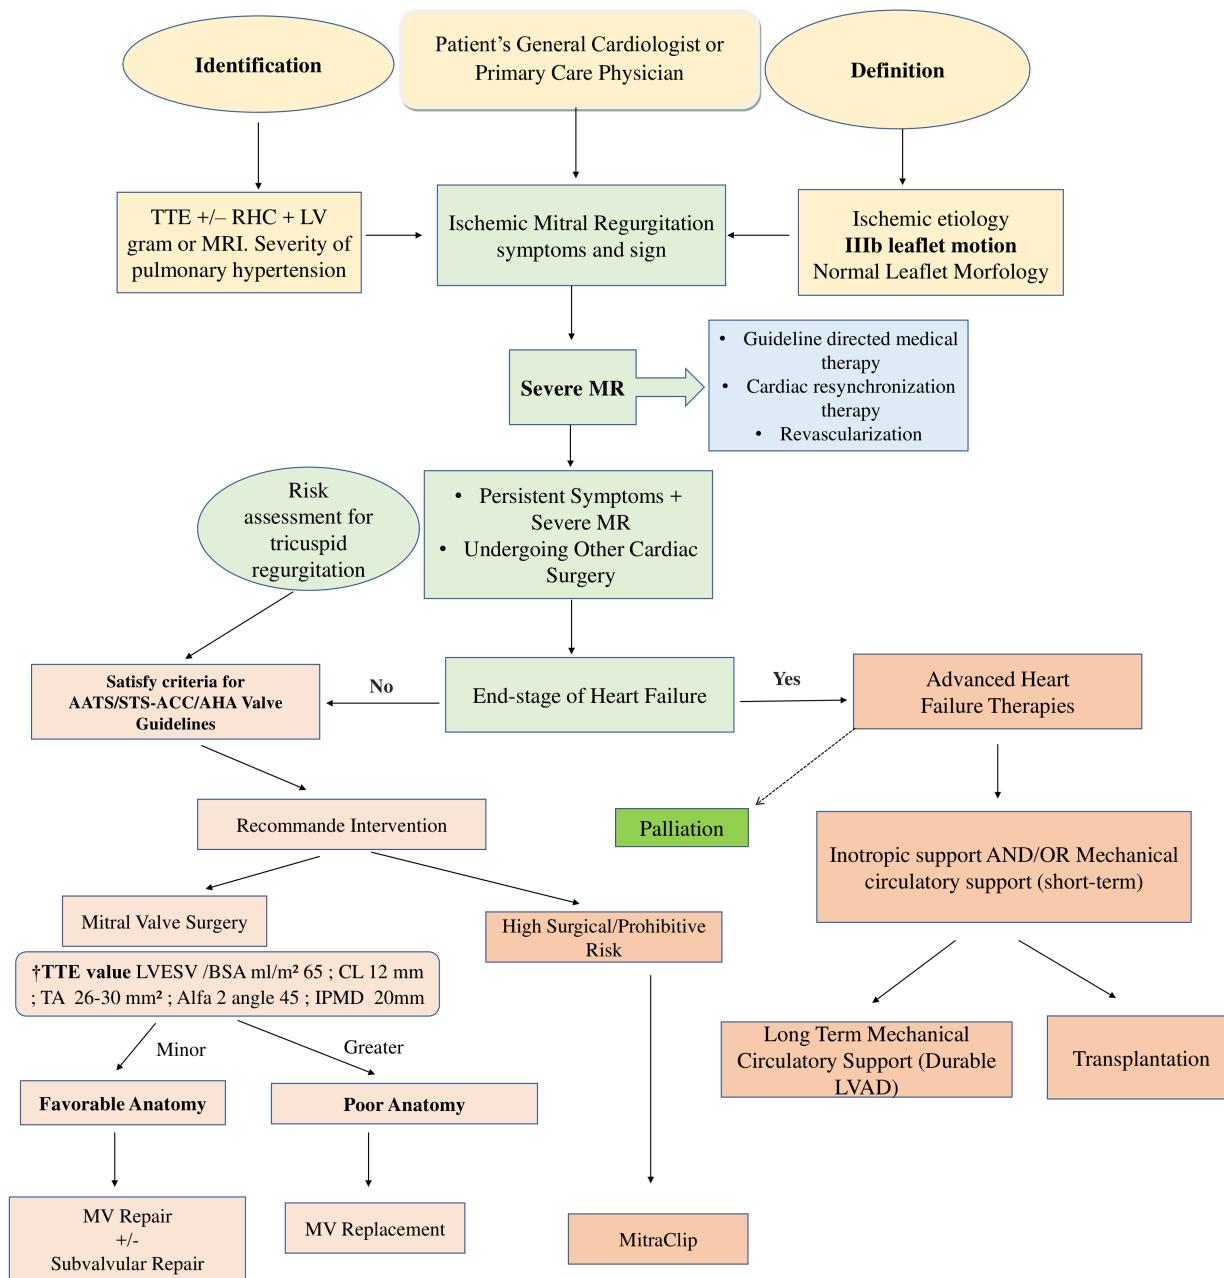 Identification
Patient’s General Cardiologist or
Primary Care Physician
Definition
TTE +/– RHC + LV
gram or MRI. Severity of
pulmonary hypertension
Ischemic Mitral Regurgitation
symptoms and sign
Ischemic etiology
IIIb leaflet motion
Normal Leaflet Morfology
Severe MR
• Guideline directed medical
therapy
• Cardiac resynchronization
therapy
• Revascularization
Risk
assessment for
tricuspid
regurgitation
• Persistent Symptoms +
Severe MR
• Undergoing Other Cardiac
Surgery
Satisfy criteria for
AATS/STS-ACC/AHA Valve
Guidelines
No
End-stage of Heart Failure
Yes
Advanced Heart
Failure Therapies
Recommande Intervention
Palliation
Inotropic support AND/OR Mechanical
circulatory support (short-term)
Mitral Valve Surgery
High Surgical/Prohibitive
Risk
†TTE value LVESV /BSA ml/m² 65 ; CL 12 mm
; TA 26-30 mm² ; Alfa 2 angle 45 ; IPMD 20mm
Minor
Greater
Long Term Mechanical
Circulatory Support (Durable
LVAD)
Transplantation
Favorable Anatomy
Poor Anatomy
MV Repair
+/-
Subvalvular Repair
MV Replacement
MitraClip